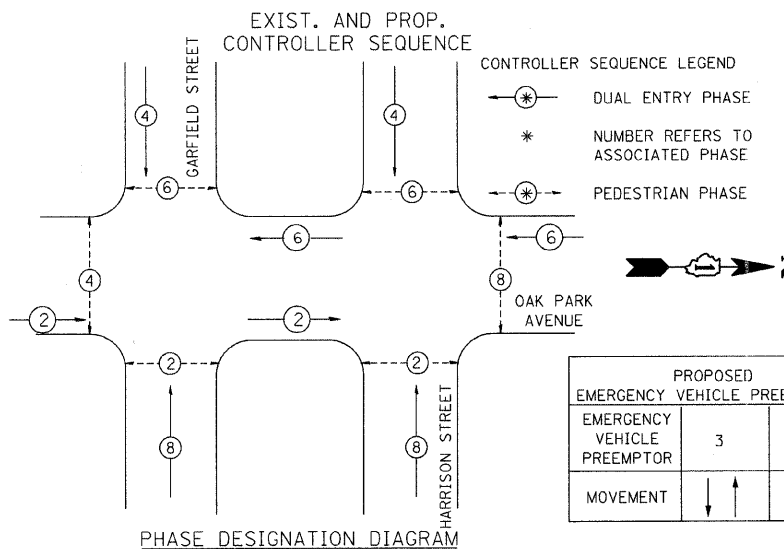 EXIST. AND PROP.
CONTROLLER SEQUENCE
GARFIELD STREET
CONTROLLER SEQUENCE LEGEND
* DUAL ENTRY PHASE
* NUMBER REFERS TO
ASSOCIATED PHASE
* PEDESTRIAN PHASE
4
4
6
6
6
6
4
8
2
2
OAK PARK
AVENUE
2
2
8
8
HARRISON STREET
PROPOSED
EMERGENCY VEHICLE
EMERGENCY
VEHICLE
PREEMPTOR
3
MOVEMENT
PHASE DESIGNATION DIAGRAM